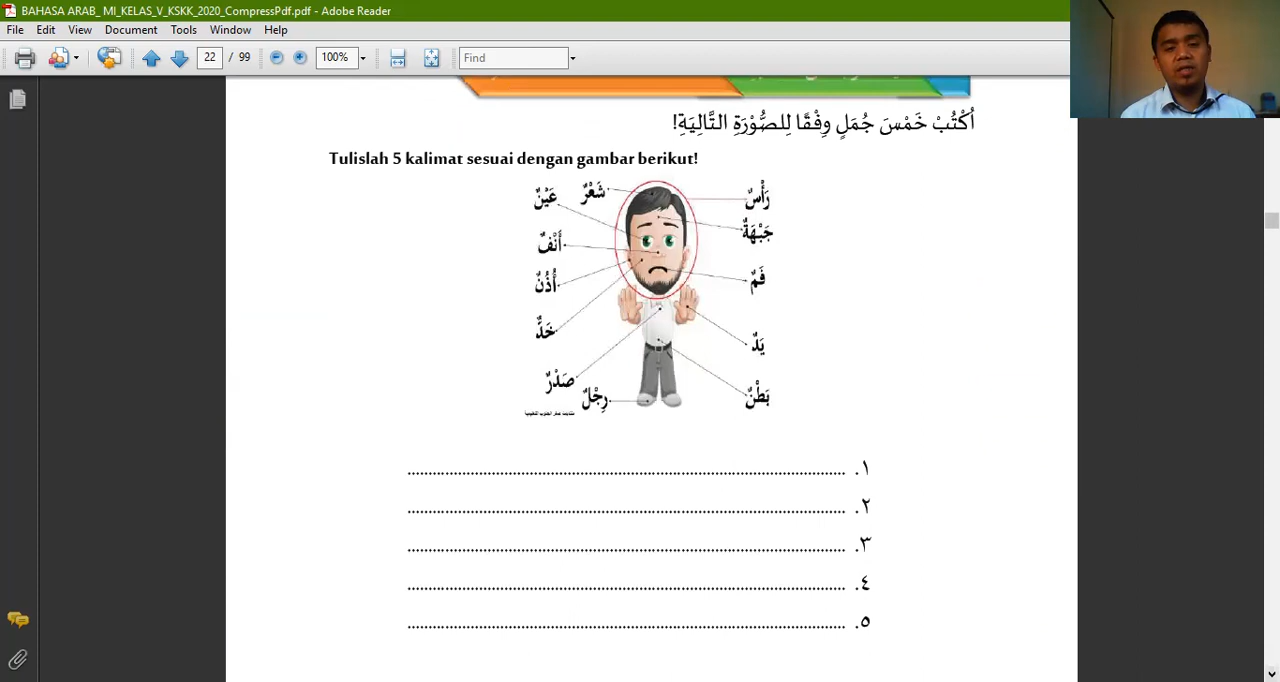 BAHASA ARAB_ MI_KELAS_V_KSKK_2020_CompressPdf.pdf - Adobe Reader
File Edit View Document Tools Window Help
22 / 99 100% Find
أُكْتُبْ خَمْسَ جُمَلٍ وِفْقًا لِلصُّوْرَةِ التَّالِيَةِ!
Tulislah 5 kalimat sesuai dengan gambar berikut!
رَأْسٌ
شَعْرٌ
عَيْنٌ
جَبْهَةٌ
أَنْفٌ
فَمٌ
أُذُنٌ
خَدٌّ
يَدٌ
صَدْرٌ
بَطْنٌ
رِجْلٌ
١. ................................................
٢. ................................................
٣. ................................................
٤. ................................................
٥. ................................................